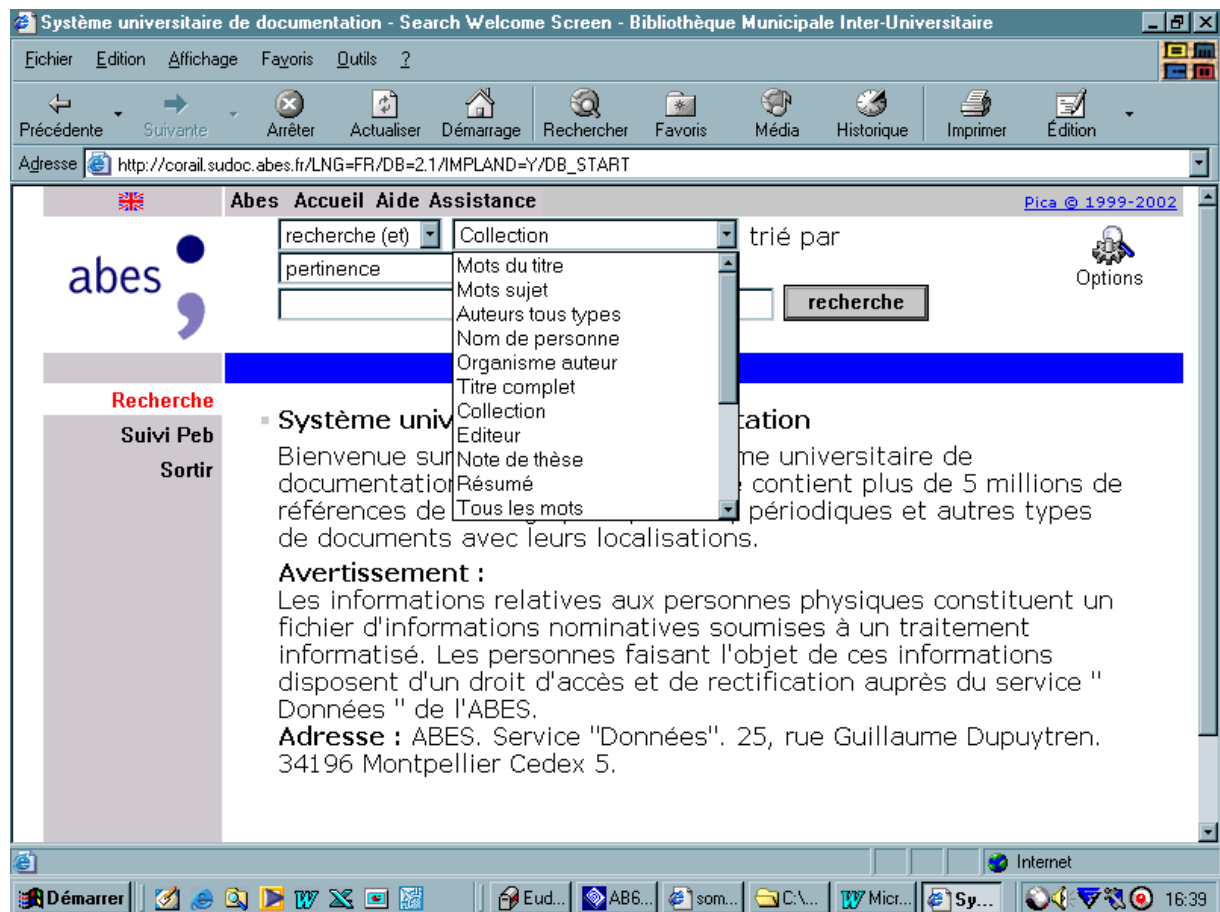 Système universitaire de documentation - Search Welcome Screen - Bibliothèque Municipale Inter-Universitaire
Fichier Edition Affichage Favoris Outils ?
Précédente Suivante Arrêter Actualiser Démarrage Rechercher Favoris Média Historique Imprimer Édition
Adresse http://corail.sudoc.abes.fr/LNG=FR/DB=2.1/IMPLAND=Y/DB_START
Abes Accueil Aide Assistance Pica © 1999-2002
abes
recherche (et) Collection trié par
pertinence
recherche
Options
Mots du titre
Mots sujet
Auteurs tous types
Nom de personne
Organisme auteur
Titre complet
Collection
Editeur
Note de thèse
Résumé
Tous les mots
Recherche
Suivi Peb
Sortir
Système univ tation
Bienvenue sur me universitaire de
documentation contient plus de 5 millions de
références de périodiques et autres types
de documents avec leurs localisations.
Avertissement :
Les informations relatives aux personnes physiques constituent un
fichier d'informations nominatives soumises à un traitement
informatisé. Les personnes faisant l'objet de ces informations
disposent d'un droit d'accès et de rectification auprès du service "
Données " de l'ABES.
Adresse : ABES. Service "Données". 25, rue Guillaume Dupuytren.
34196 Montpellier Cedex 5.
Internet
Démarrer Eud... AB6... som... C:\... Micr... Sy... 16:39